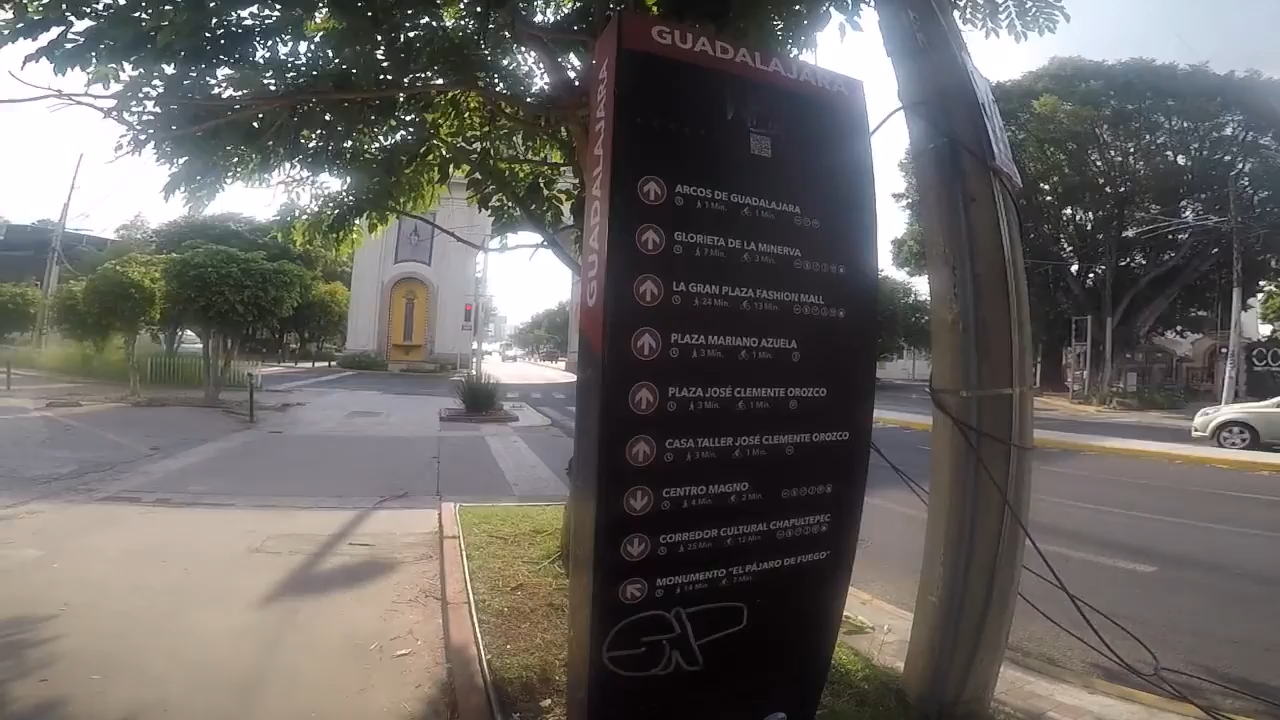 GUADALAJARA
GUADALAJARA
ARCOS DE GUADALAJARA
1 Min. 1 Min.
GLORIETA DE LA MINERVA
7 Min. 3 Min.
LA GRAN PLAZA FASHION MALL
24 Min. 13 Min.
PLAZA MARIANO AZUELA
3 Min. 1 Min.
PLAZA JOSÉ CLEMENTE OROZCO
3 Min. 1 Min.
CASA TALLER JOSÉ CLEMENTE OROZCO
3 Min. 1 Min.
CENTRO MAGNO
4 Min. 2 Min.
CORREDOR CULTURAL CHAPULTEPEC
25 Min. 12 Min.
MONUMENTO "EL PÁJARO DE FUEGO"
14 Min. 7 Min.